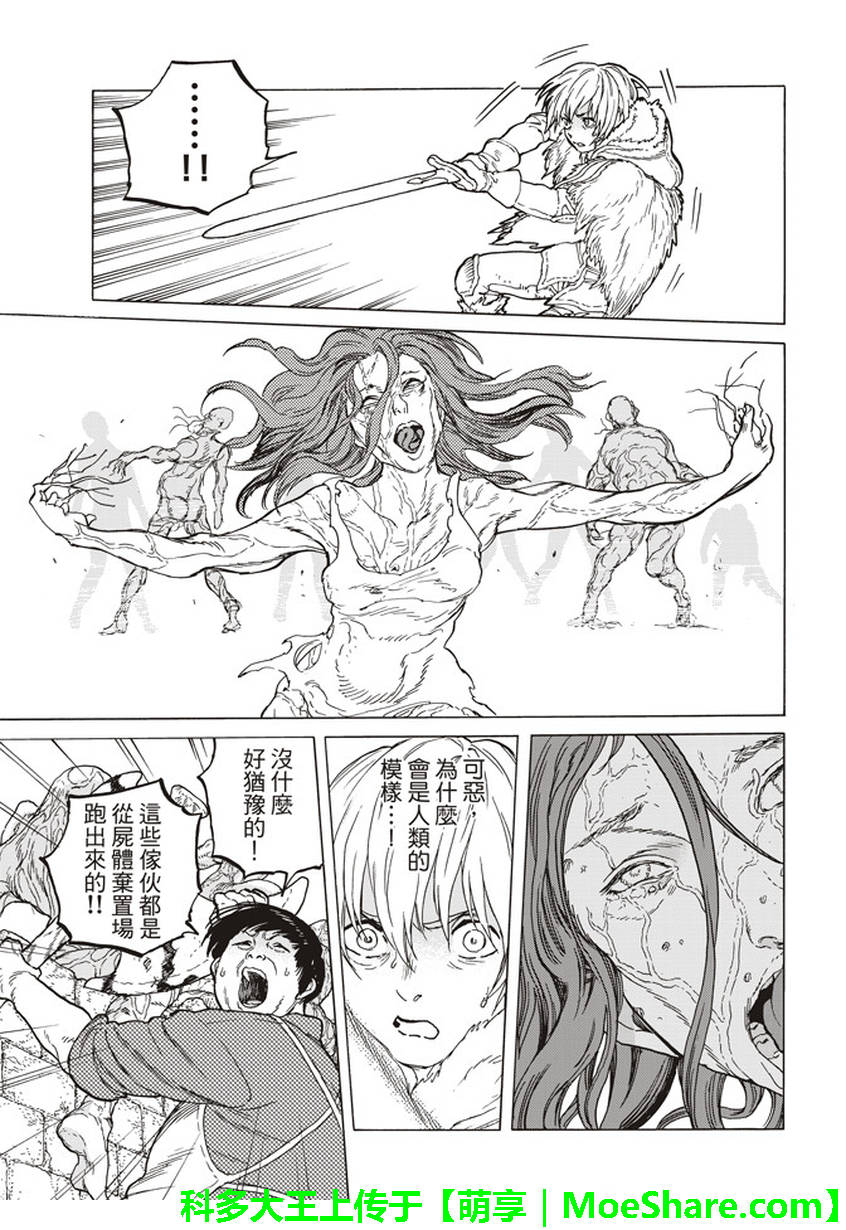 ……!!
可惡，
為什麼
會是人類的
模樣…！
沒什麼
好猶豫的！
這些傢伙都是
從屍體棄置場
跑出來的!!
科多大王上传于【萌享｜MoeShare.com】